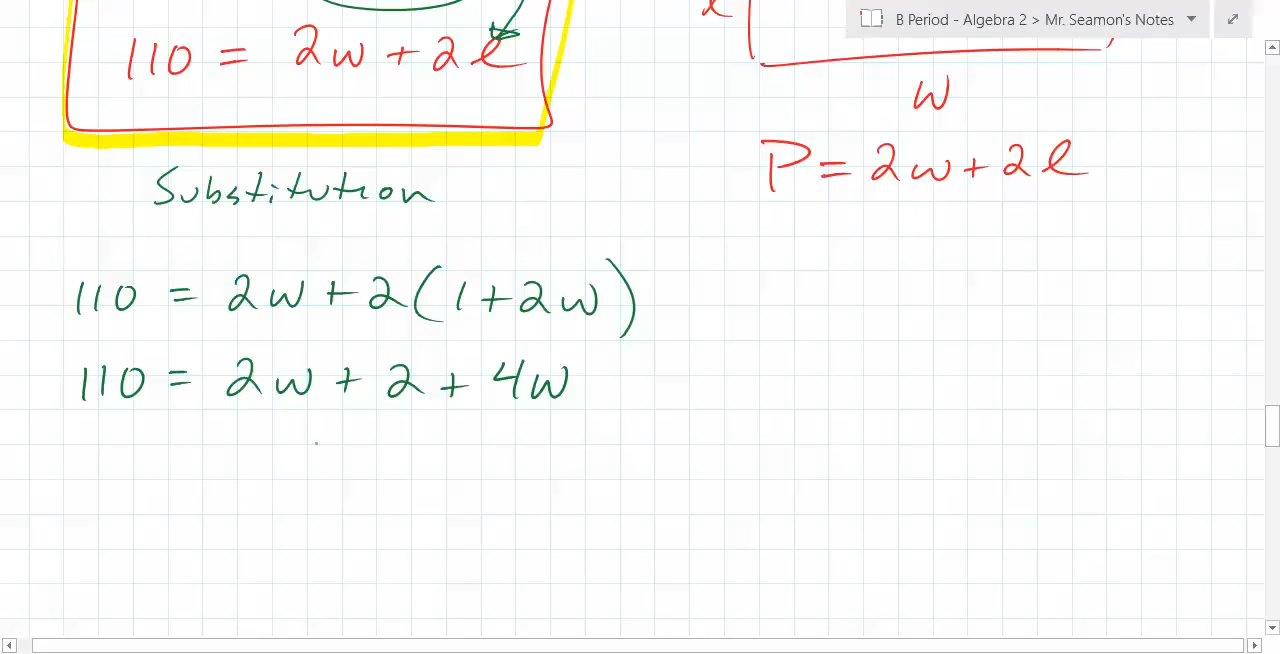 B Period - Algebra 2 > Mr. Seamon's Notes
110 = 2w + 2l
w
P = 2w + 2l
Substitution
110 = 2w + 2(1 + 2w)
110 = 2w + 2 + 4w